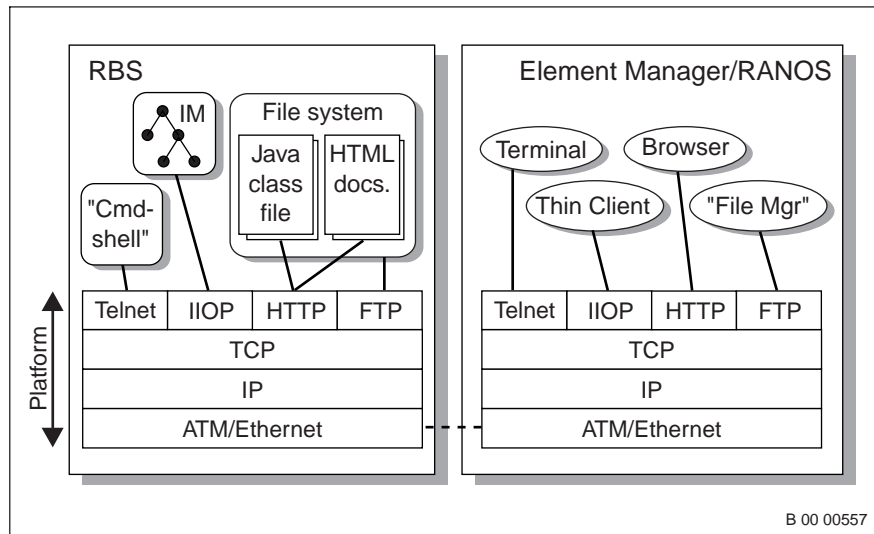 RBS
IM
File system
Java
class
file
HTML
docs.
"Cmd-
shell"
Telnet
IIOP
HTTP
FTP
TCP
IP
ATM/Ethernet
Platform
Element Manager/RANOS
Terminal
Browser
Thin Client
"File Mgr"
Telnet
IIOP
HTTP
FTP
TCP
IP
ATM/Ethernet
B 00 00557